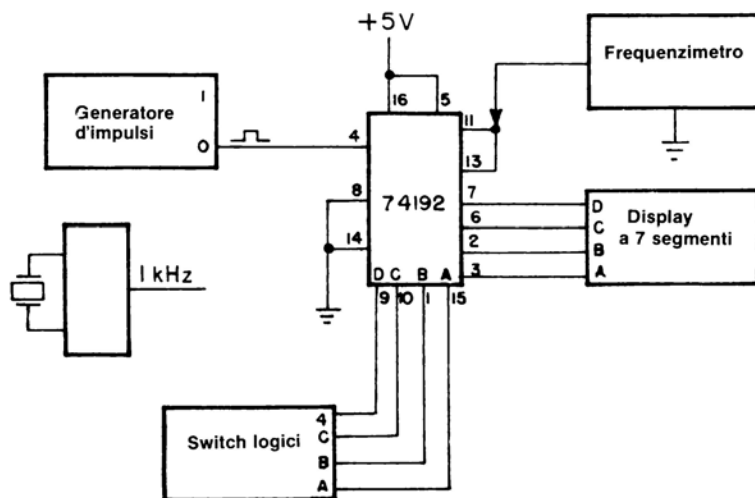 +5V
Frequenzimetro
Generatore
d'impulsi
1
0
4
16
5
11
13
8
14
74192
7
6
2
3
D
C
B
A
Display
a 7 segmenti
D C B A
9 10 1 15
1 kHz
Switch logici
4
C
B
A